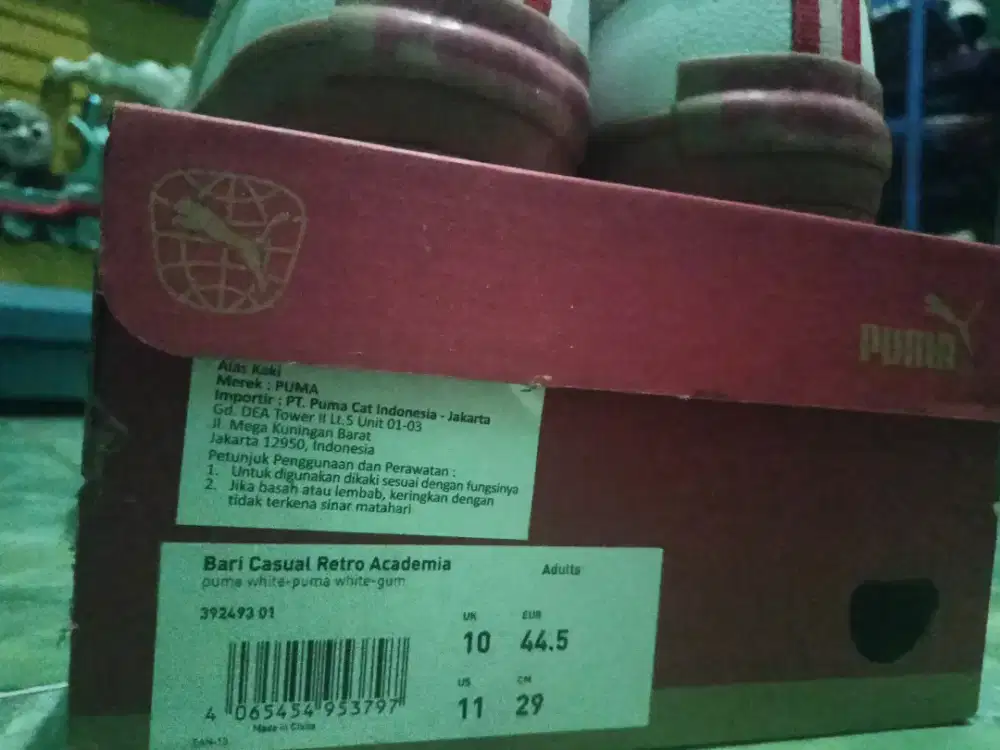 PUMA
Alas Kaki
Merek : PUMA
Importir : PT. Puma Cat Indonesia - Jakarta
Gd. DEA Tower II Lt.5 Unit 01-03
Jl. Mega Kuningan Barat
Jakarta 12950, Indonesia
Petunjuk Penggunaan dan Perawatan :
1. Untuk digunakan dikaki sesuai dengan fungsinya
2. Jika basah atau lembab, keringkan dengan
tidak terkena sinar matahari
Bari Casual Retro Academia
Adults
puma white-puma white-gum
392493 01
UK EUR
10 44.5
US CM
11 29
4 065454 953797
Made in China
EAN-13